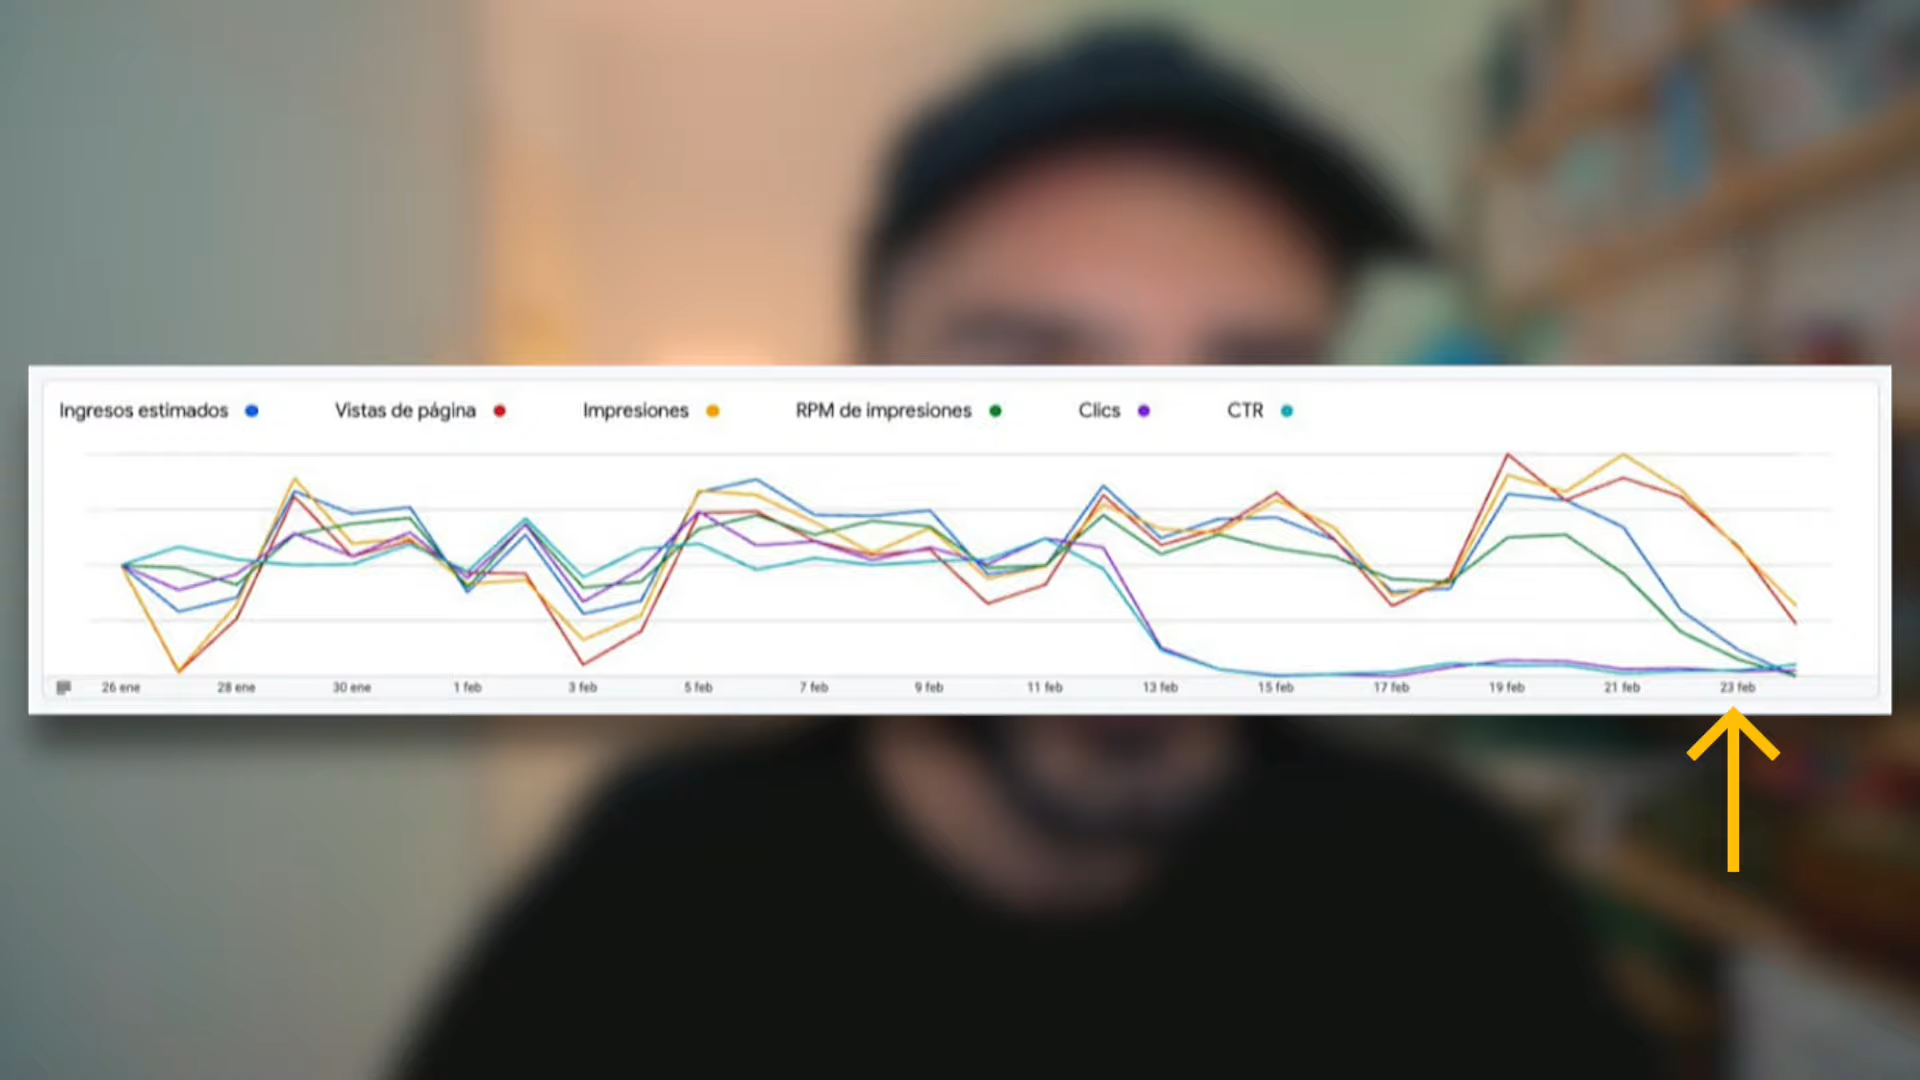 Ingresos estimados Vistas de página Impresiones RPM de impresiones Clics CTR
26 ene 28 ene 30 ene 1 feb 3 feb 5 feb 7 feb 9 feb 11 feb 13 feb 15 feb 17 feb 19 feb 21 feb 23 feb